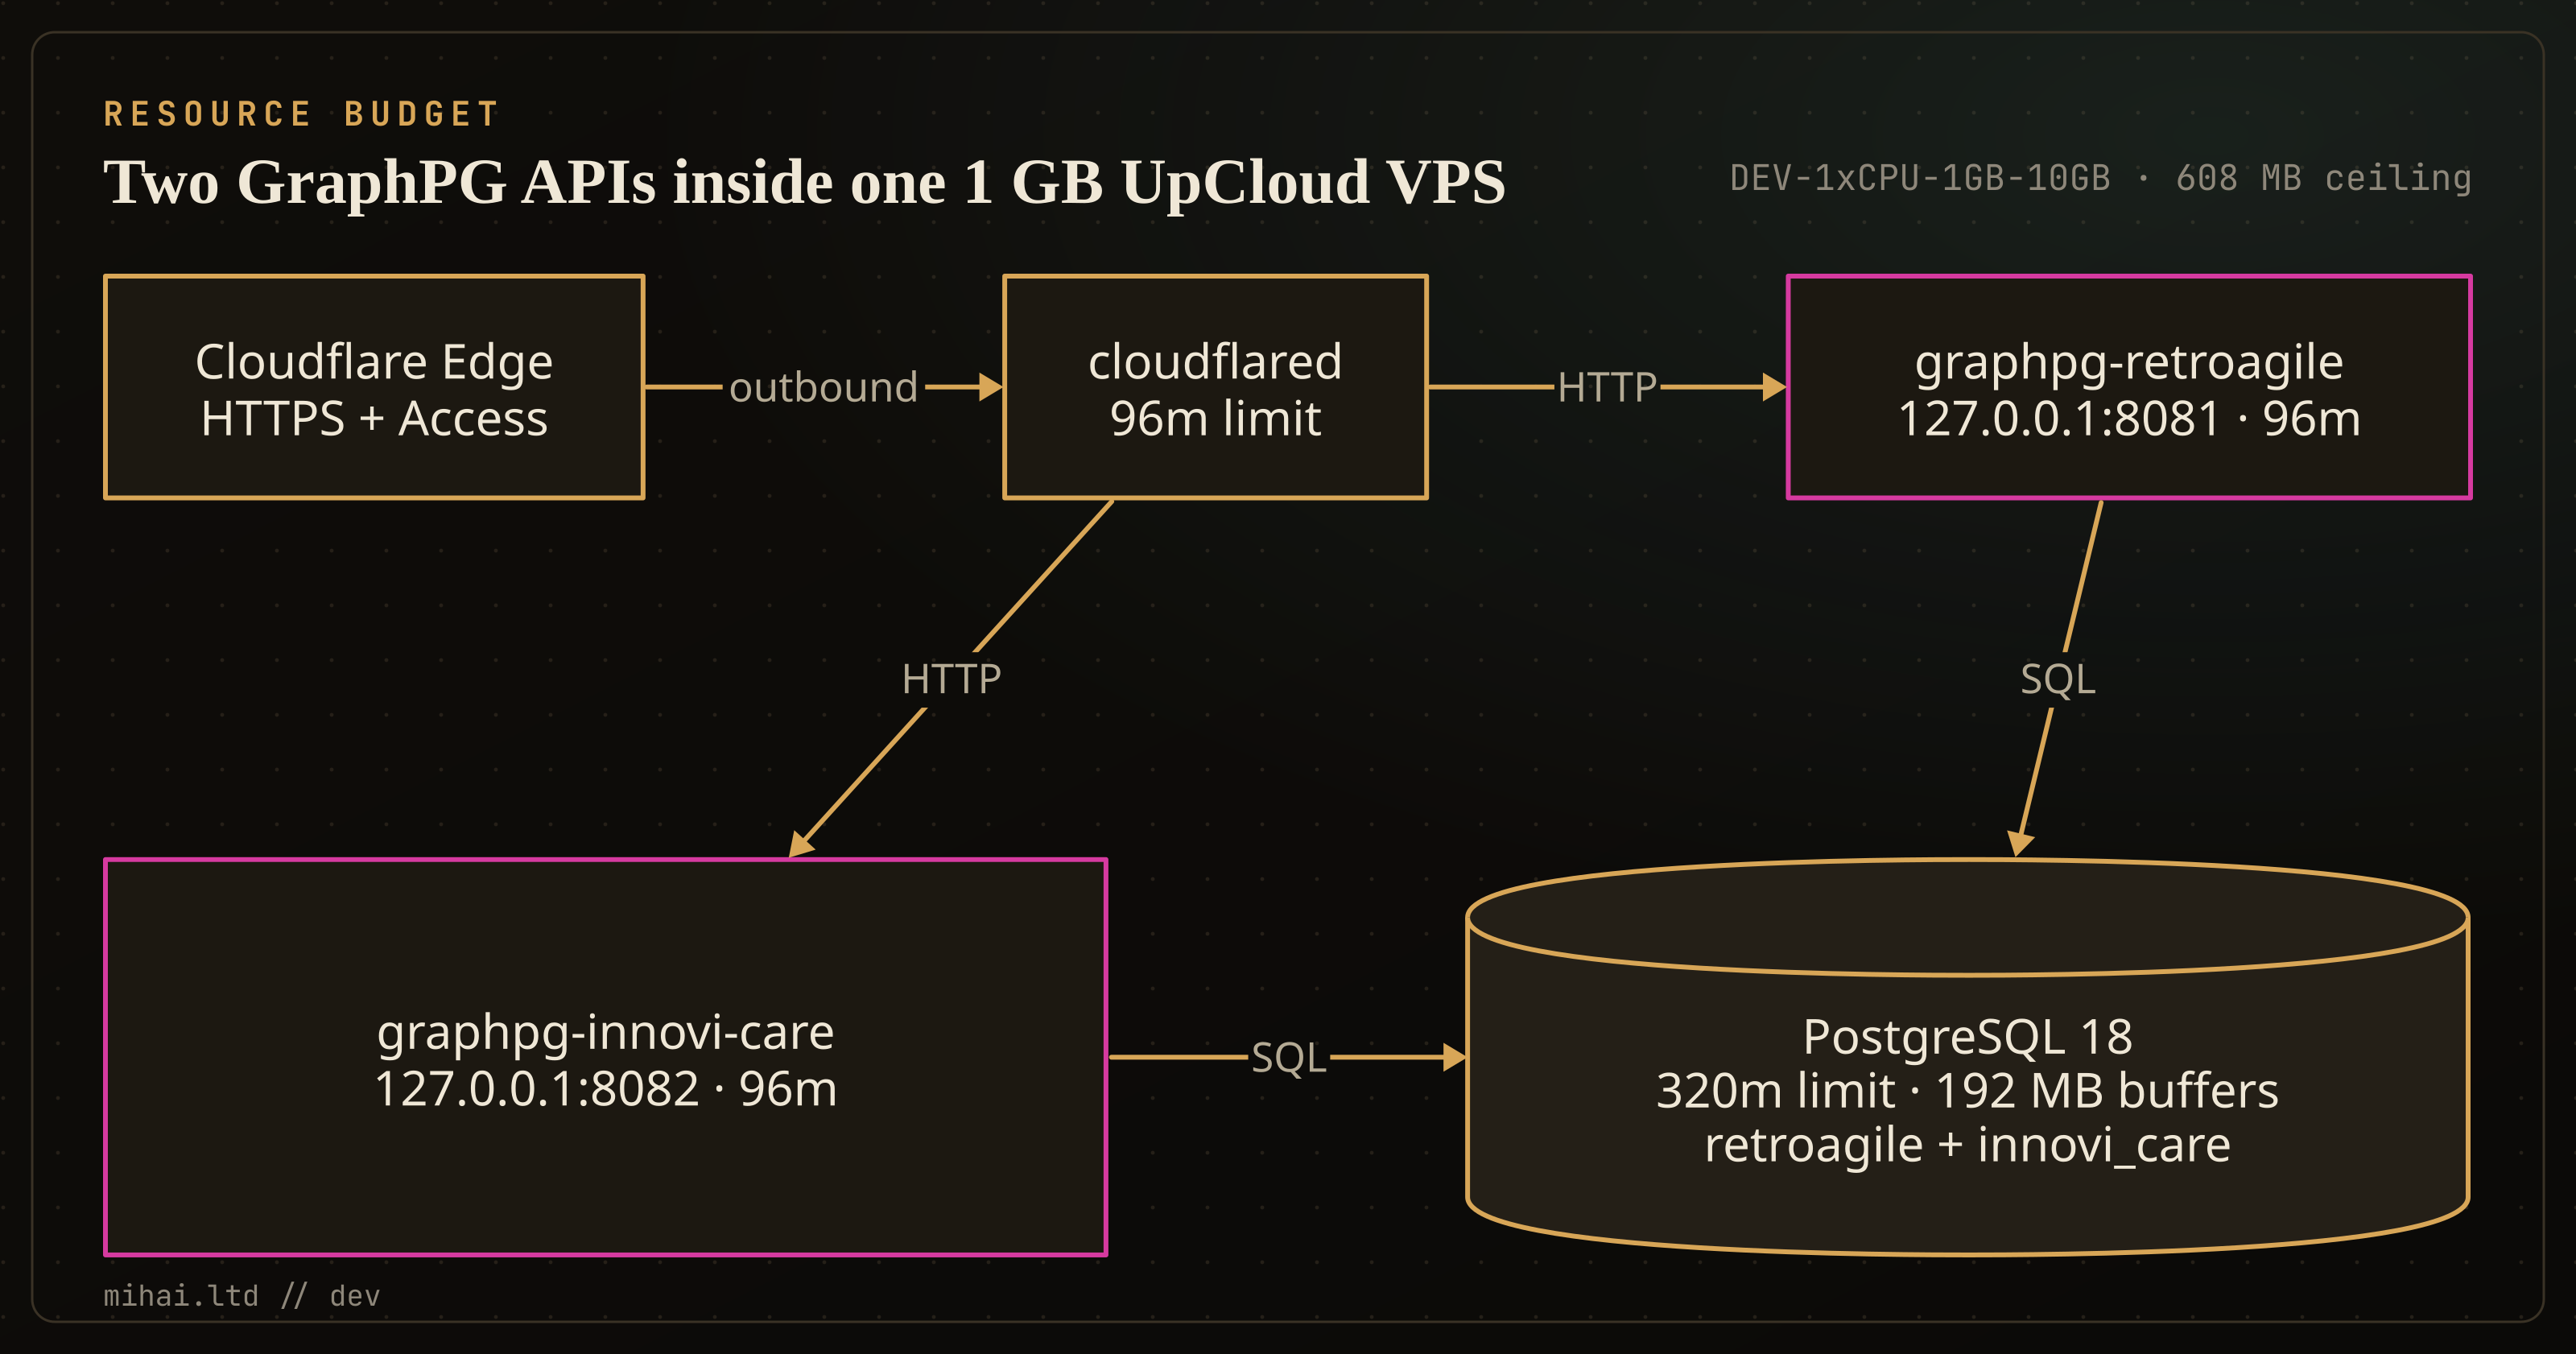 RESOURCE BUDGET
Two GraphPG APIs inside one 1 GB UpCloud VPS
DEV-1xCPU-1GB-10GB · 608 MB ceiling
Cloudflare Edge
HTTPS + Access
outbound
cloudflared
96m limit
HTTP
graphpg-retroagile
127.0.0.1:8081 · 96m
HTTP
SQL
graphpg-innovi-care
127.0.0.1:8082 · 96m
SQL
PostgreSQL 18
320m limit · 192 MB buffers
retroagile + innovi_care
mihai.ltd // dev